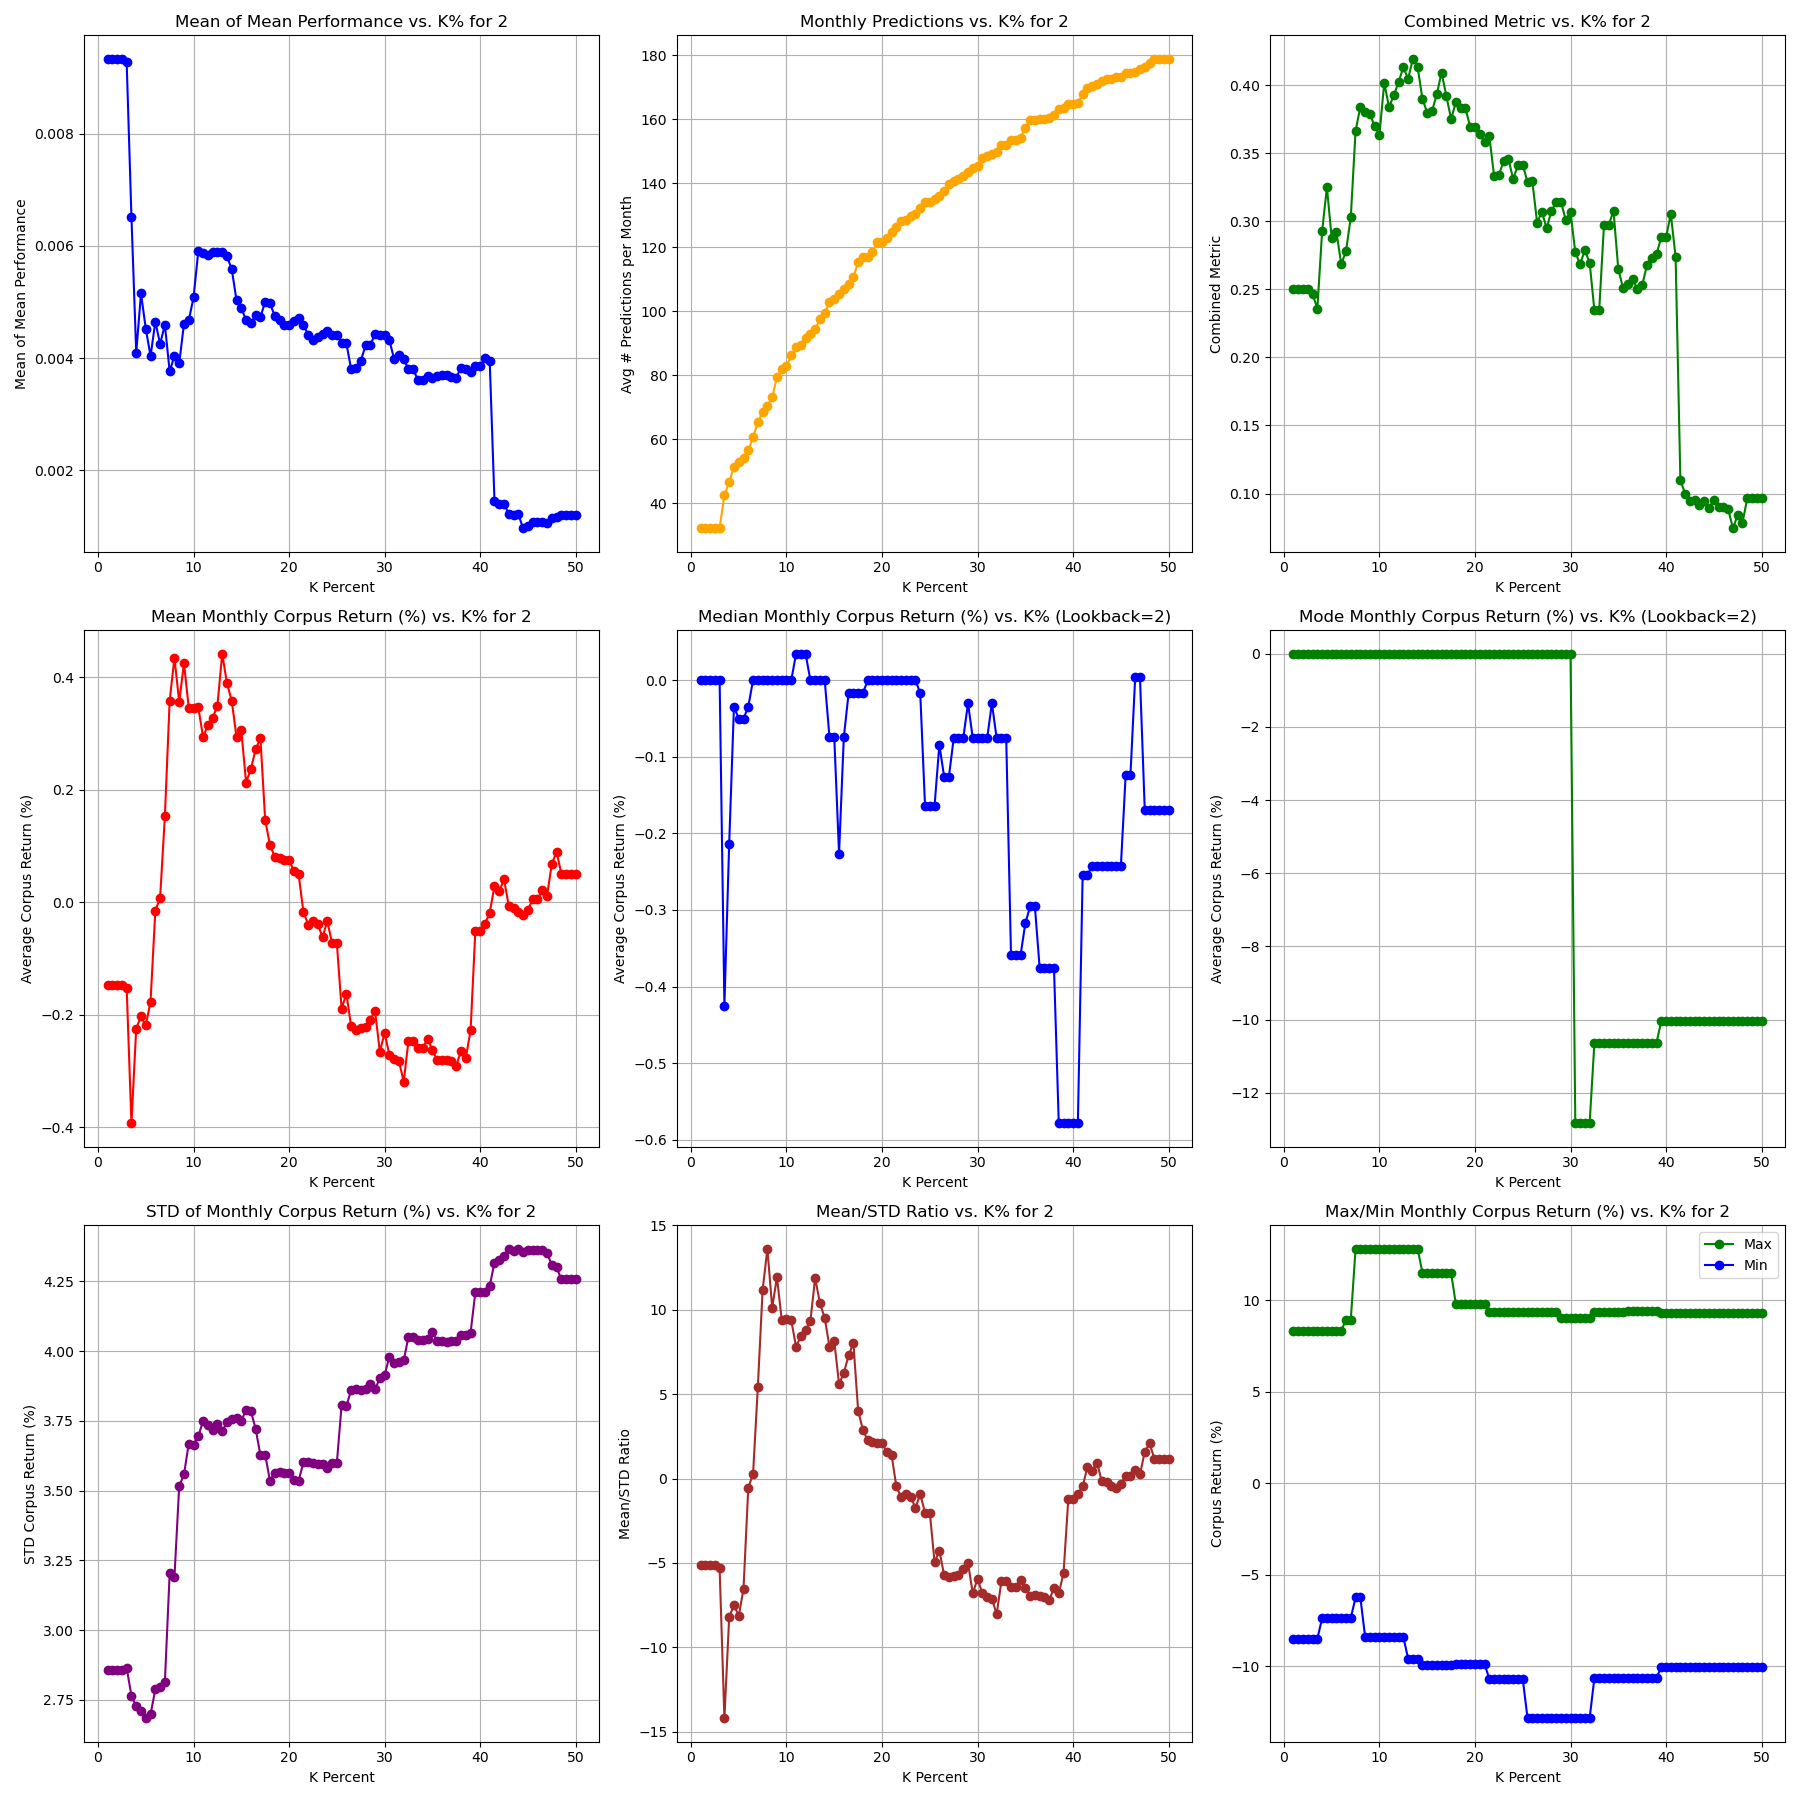 Mean of Mean Performance vs. K% for 2
Mean of Mean Performance
0.008
0.006
0.004
0.002
0 10 20 30 40 50
K Percent
Monthly Predictions vs. K% for 2
Avg # Predictions per Month
180
160
140
120
100
80
60
40
0 10 20 30 40 50
K Percent
Combined Metric vs. K% for 2
Combined Metric
0.40
0.35
0.30
0.25
0.20
0.15
0.10
0 10 20 30 40 50
K Percent
Mean Monthly Corpus Return (%) vs. K% for 2
Average Corpus Return (%)
0.4
0.2
0.0
−0.2
−0.4
0 10 20 30 40 50
K Percent
Median Monthly Corpus Return (%) vs. K% (Lookback=2)
Average Corpus Return (%)
0.0
−0.1
−0.2
−0.3
−0.4
−0.5
−0.6
0 10 20 30 40 50
K Percent
Mode Monthly Corpus Return (%) vs. K% (Lookback=2)
Average Corpus Return (%)
0
−2
−4
−6
−8
−10
−12
0 10 20 30 40 50
K Percent
STD of Monthly Corpus Return (%) vs. K% for 2
STD Corpus Return (%)
4.25
4.00
3.75
3.50
3.25
3.00
2.75
0 10 20 30 40 50
K Percent
Mean/STD Ratio vs. K% for 2
Mean/STD Ratio
15
10
5
0
−5
−10
−15
0 10 20 30 40 50
K Percent
Max/Min Monthly Corpus Return (%) vs. K% for 2
Corpus Return (%)
Max
Min
10
5
0
−5
−10
0 10 20 30 40 50
K Percent